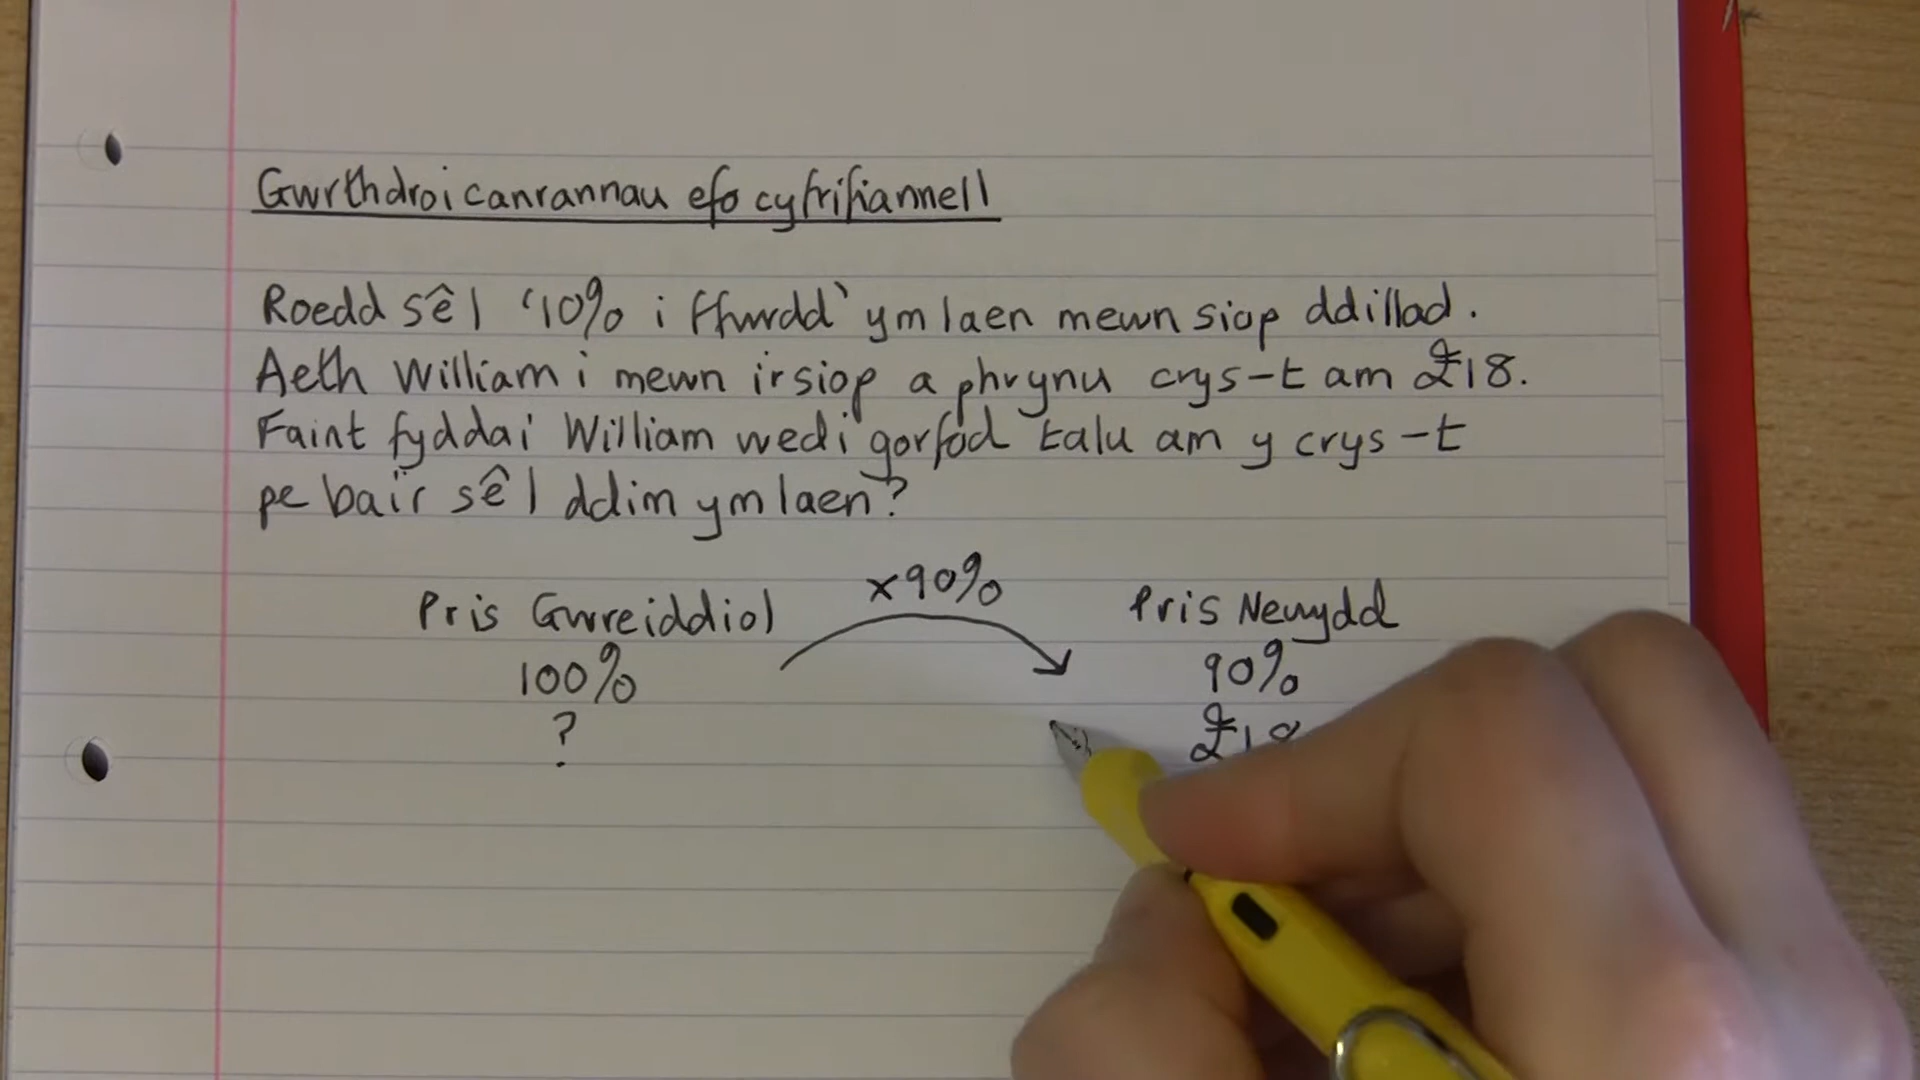 Gwrthdroi canrannau efo cyfrifiannell
Roedd sêl '10% i ffwrdd' ymlaen mewn siop ddillad.
Aeth William i mewn i'r siop a phrynu crys-t am £18.
Faint fyddai William wedi gorfod talu am y crys-t
pe bai'r sêl ddim ymlaen?
x90%
Pris Gwreiddiol Pris Newydd
100% 90%
? £18